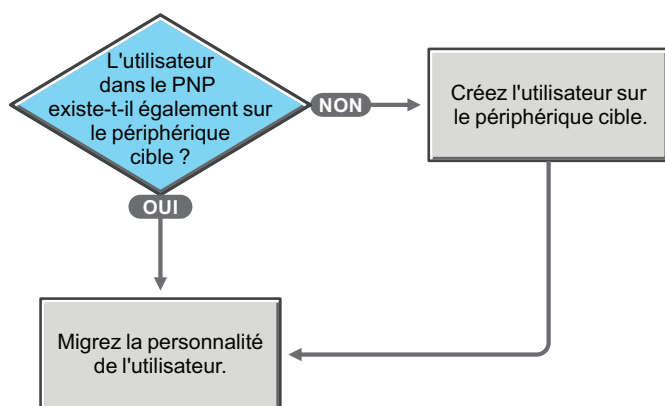 L'utilisateur
dans le PNP
existe-t-il également sur
le périphérique
cible ?
NON
Créez l'utilisateur sur
le périphérique cible.
OUI
Migrez la personnalité
de l'utilisateur.